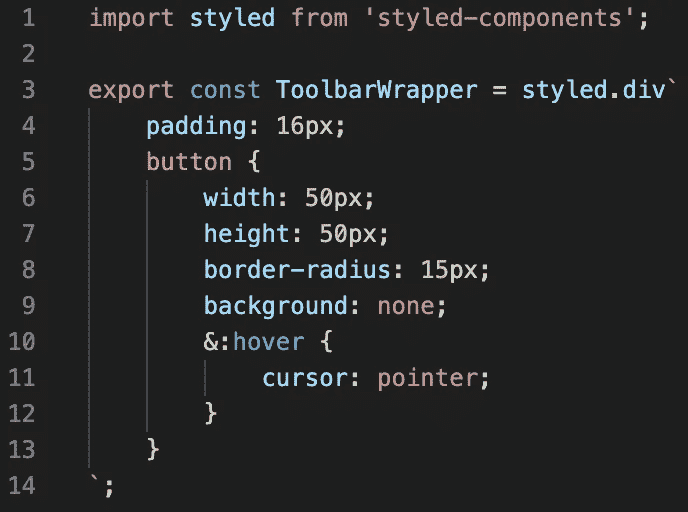 1 import styled from 'styled-components';
2
3 export const ToolbarWrapper = styled.div`
4     padding: 16px;
5     button {
6         width: 50px;
7         height: 50px;
8         border-radius: 15px;
9         background: none;
10         &:hover {
11             cursor: pointer;
12         }
13     }
14 `;